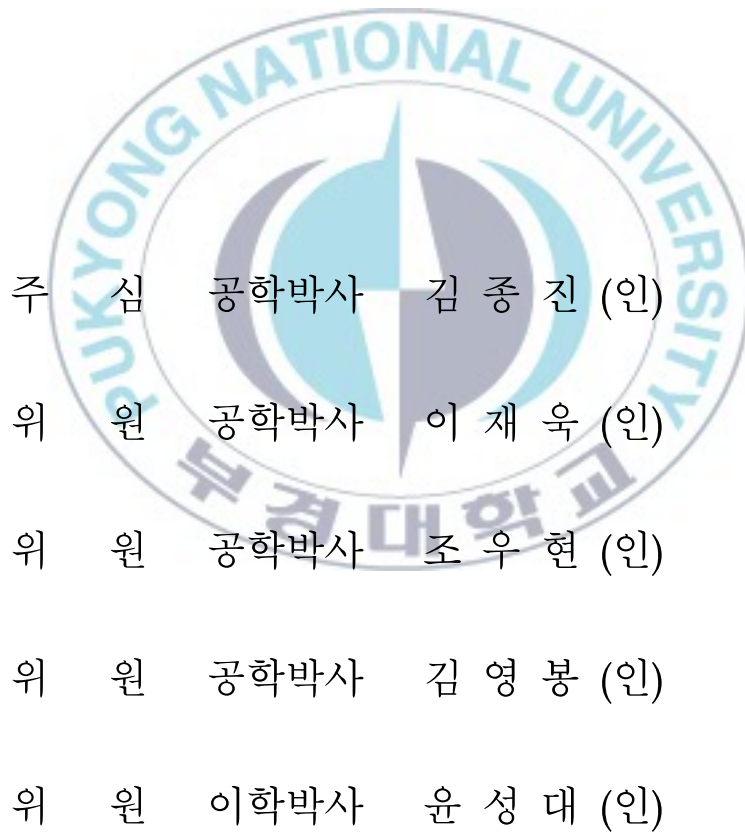 PUKYONG NATIONAL UNIVERSITY
주 심 공학박사 김 종 진 (인)
위 원 공학박사 이 재 욱 (인)
부경대학교
위 원 공학박사 조 우 현 (인)
위 원 공학박사 김 영 봉 (인)
위 원 이학박사 윤 성 대 (인)